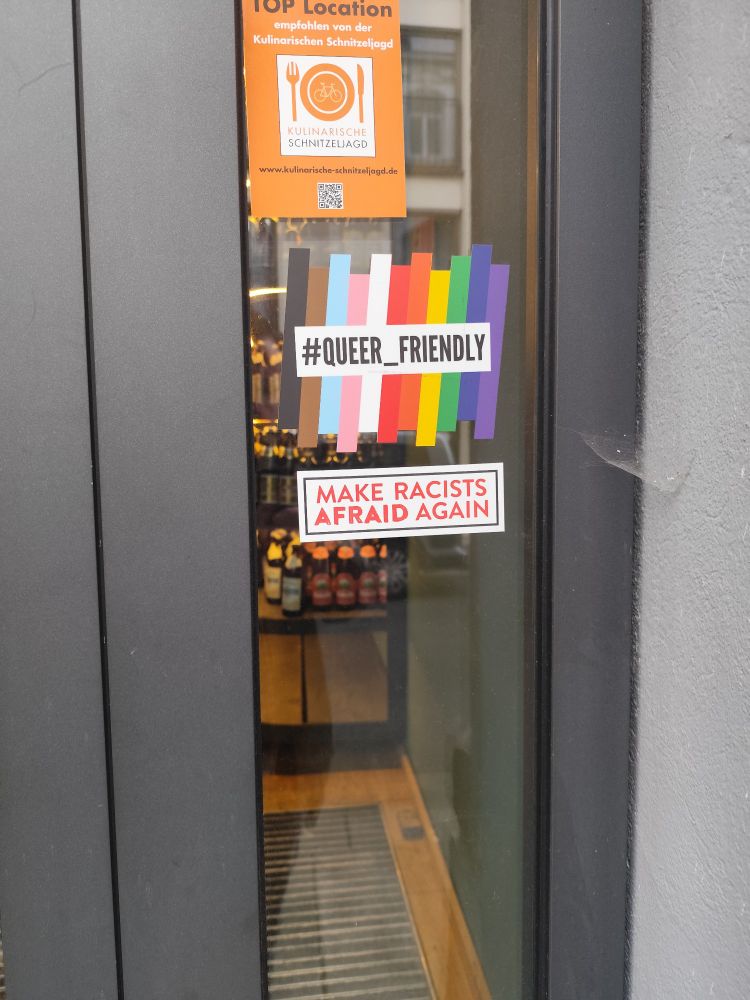 TOP Location
empfohlen von der
Kulinarischen Schnitzeljagd
KULINARISCHE
SCHNITZELJAGD
www.kulinarische-schnitzeljagd.de
#QUEER_FRIENDLY
MAKE RACISTS
AFRAID AGAIN